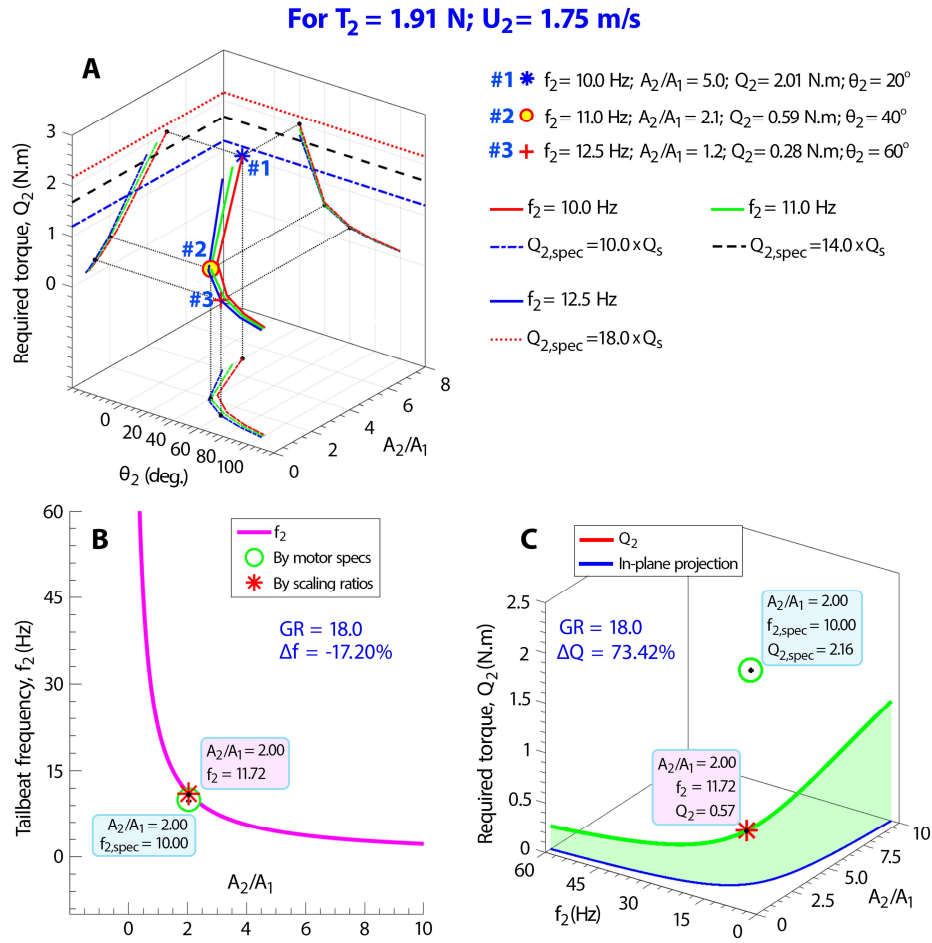 For T₂ = 1.91 N; U₂ = 1.75 m/s
A
#1 f₂ = 10.0 Hz; A₂/A₁ = 5.0; Q₂ = 2.01 N.m; θ₂ = 20°
#2 f₂ = 11.0 Hz; A₂/A₁ = 2.1; Q₂ = 0.59 N.m; θ₂ = 40°
#3 f₂ = 12.5 Hz; A₂/A₁ = 1.2; Q₂ = 0.28 N.m; θ₂ = 60°
f₂ = 10.0 Hz
f₂ = 11.0 Hz
Q₂,spec = 10.0 x Qₛ
Q₂,spec = 14.0 x Qₛ
f₂ = 12.5 Hz
Q₂,spec = 18.0 x Qₛ
Required torque, Q₂ (N.m)
3
2
1
0
#1
#2
#3
0
20
40
60
80
100
θ₂ (deg.)
0
2
4
6
8
A₂/A₁
B
Tailbeat frequency, f₂ (Hz)
60
45
30
15
0
f₂
By motor specs
By scaling ratios
GR = 18.0
Δf = -17.20%
A₂/A₁ = 2.00
f₂ = 11.72
A₂/A₁ = 2.00
f₂,spec = 10.00
A₂/A₁
0
2
4
6
8
10
C
Q₂
In-plane projection
Required torque, Q₂ (N.m)
2.5
2
1.5
1
0.5
0
GR = 18.0
ΔQ = 73.42%
A₂/A₁ = 2.00
f₂,spec = 10.00
Q₂,spec = 2.16
A₂/A₁ = 2.00
f₂ = 11.72
Q₂ = 0.57
60
45
30
15
0
f₂ (Hz)
0
2.5
5.0
7.5
10
A₂/A₁